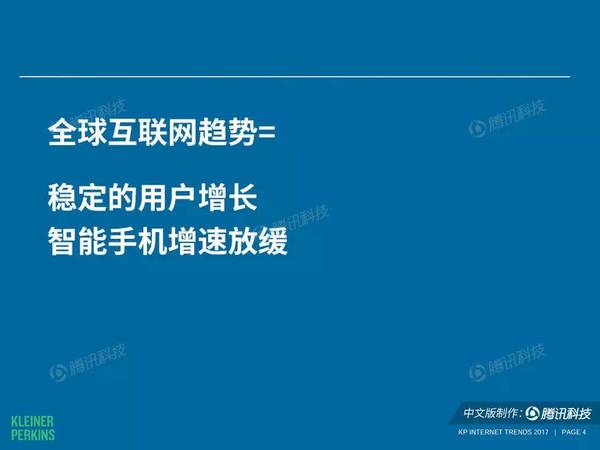 全球互联网趋势=
稳定的用户增长
智能手机增速放缓
腾讯科技
腾讯科技
腾讯科技
腾讯科技
腾讯科技
KLEINER
PERKINS
中文版制作：腾讯科技
KP INTERNET TRENDS 2017 | PAGE 4